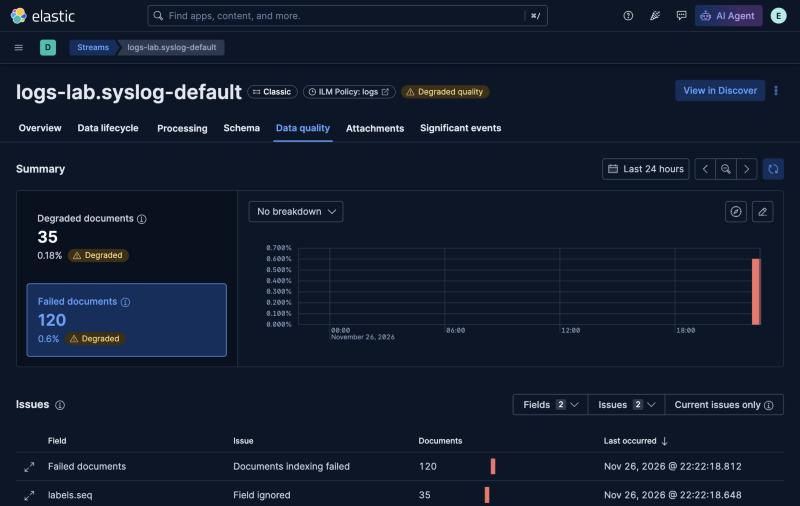 elastic
Find apps, content, and more.
⌘/
AI Agent
E
D
Streams
logs-lab.syslog-default
logs-lab.syslog-default
Classic
ILM Policy: logs
Degraded quality
View in Discover
Overview
Data lifecycle
Processing
Schema
Data quality
Attachments
Significant events
Summary
Last 24 hours
Degraded documents
35
0.18%
Degraded
Failed documents
120
0.6%
Degraded
No breakdown
0.700%
0.600%
0.500%
0.400%
0.300%
0.200%
0.100%
0.000%
00:00
06:00
12:00
18:00
November 26, 2026
Issues
Fields 2
Issues 2
Current issues only
Field
Issue
Documents
Last occurred
Failed documents
Documents indexing failed
120
Nov 26, 2026 @ 22:22:18.812
labels.seq
Field ignored
35
Nov 26, 2026 @ 22:22:18.648